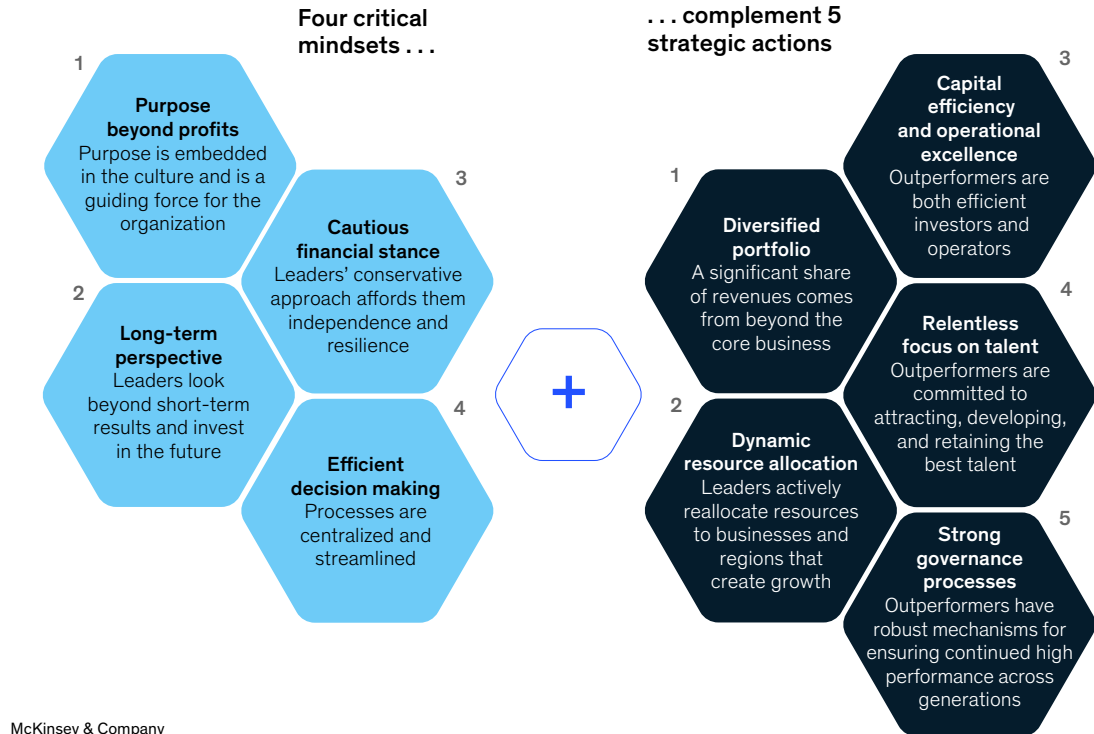 Four critical
mindsets . . .
1
Purpose
beyond profits
Purpose is embedded
in the culture and is a
guiding force for the
organization
2
Long-term
perspective
Leaders look
beyond short-term
results and invest
in the future
3
Cautious
financial stance
Leaders’ conservative
approach affords them
independence and
resilience
4
Efficient
decision making
Processes are
centralized and
streamlined
+
. . . complement 5
strategic actions
1
Diversified
portfolio
A significant share
of revenues comes
from beyond the
core business
2
Dynamic
resource allocation
Leaders actively
reallocate resources
to businesses and
regions that
create growth
3
Capital
efficiency
and operational
excellence
Outperformers are
both efficient
investors and
operators
4
Relentless
focus on talent
Outperformers are
committed to
attracting, developing,
and retaining the
best talent
5
Strong
governance
processes
Outperformers have
robust mechanisms for
ensuring continued high
performance across
generations
McKinsey & Company